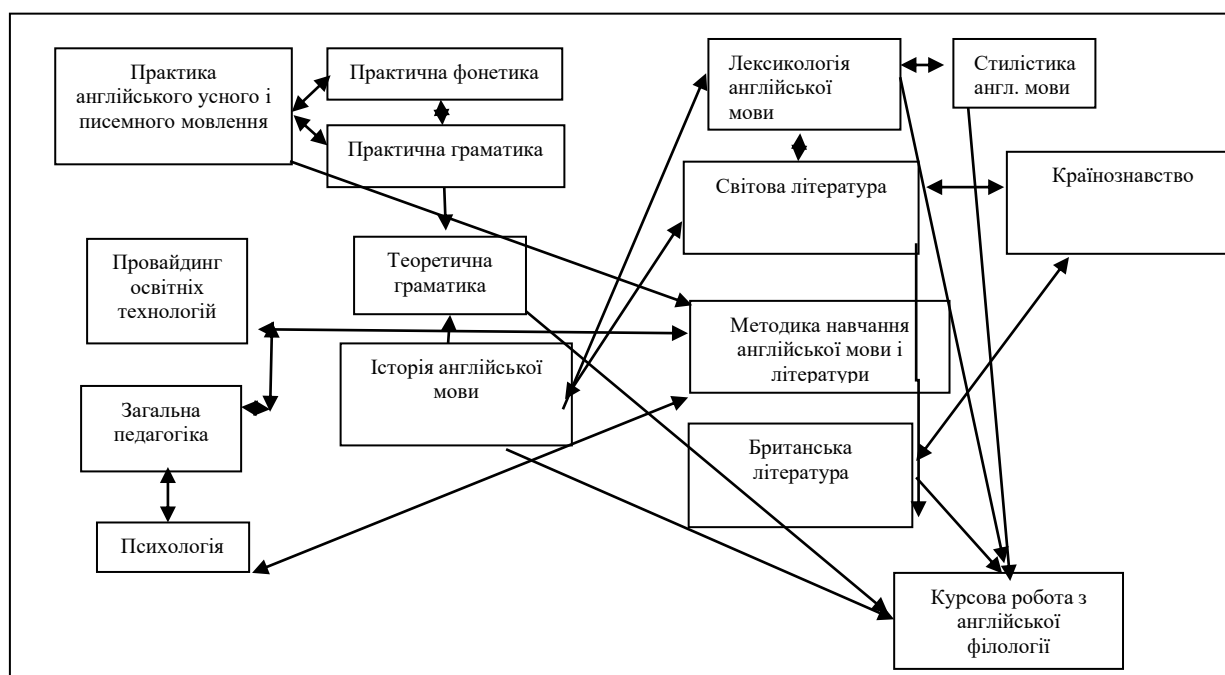 Практика
англійського усного і
писемного мовлення
Практична фонетика
Практична граматика
Лексикологія
англійської
мови
Стилістика
англ. мови
Світова література
Країнознавство
Провайдинг
освітніх
технологій
Теоретична
граматика
Методика навчання
англійської мови і
літератури
Історія англійської
мови
Загальна
педагогіка
Британська
література
Психологія
Курсова робота з
англійської
філології